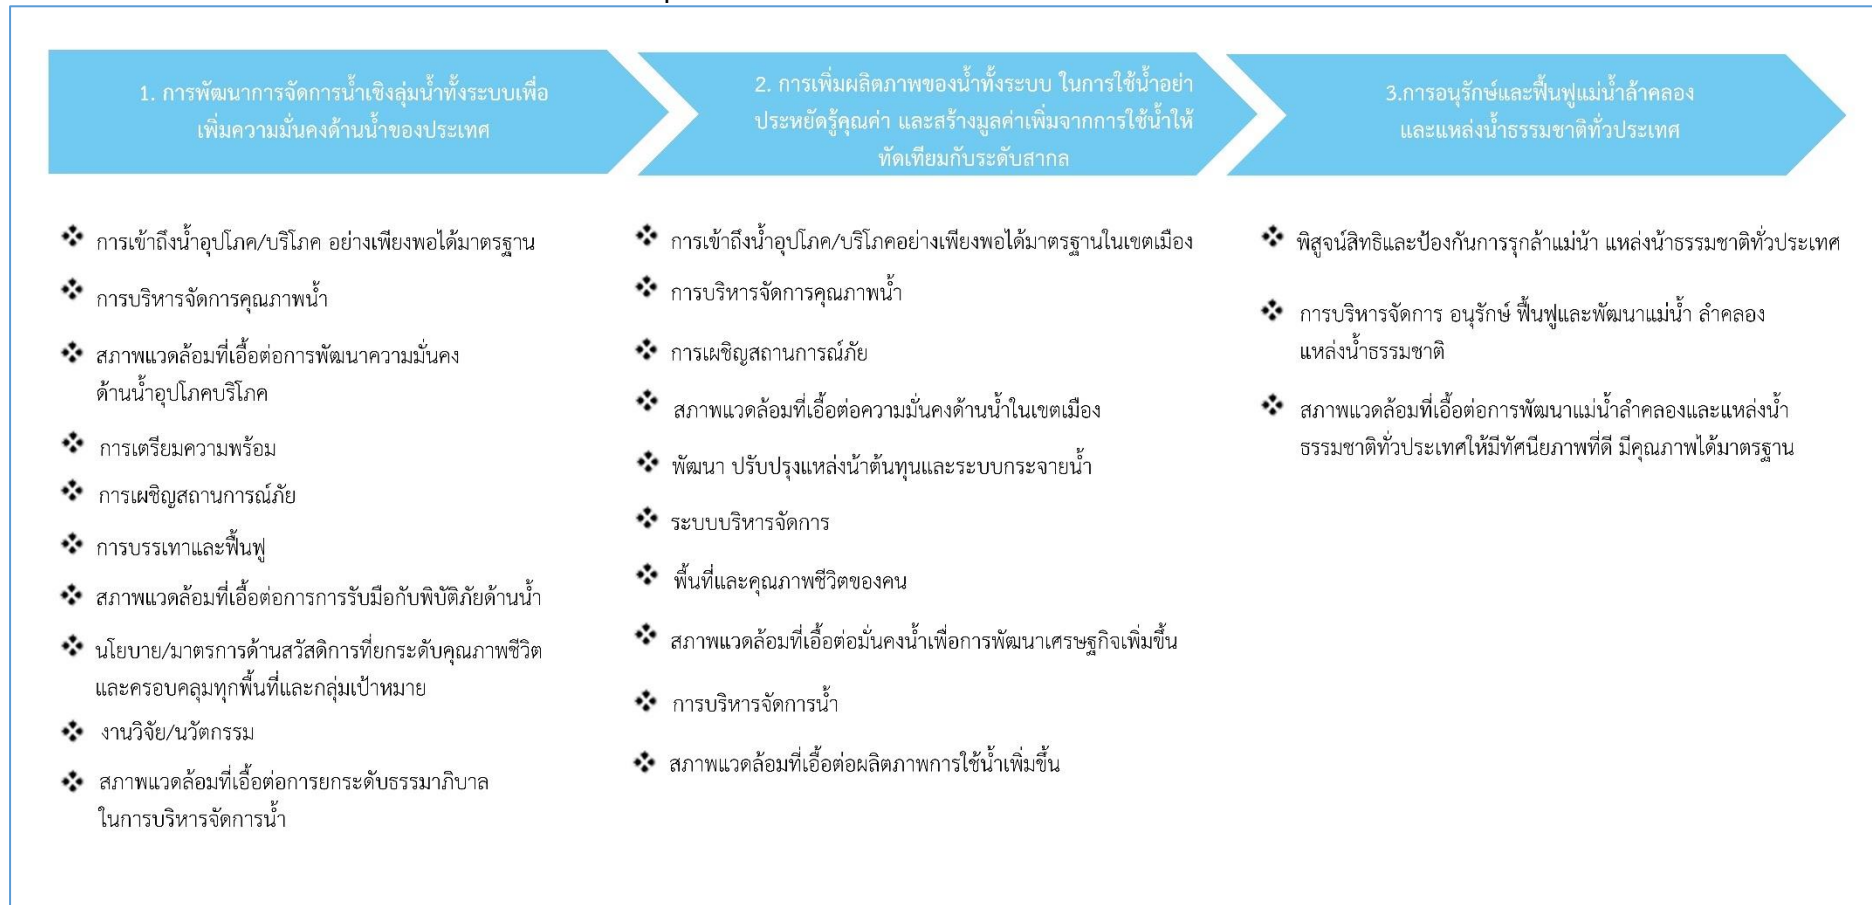 1. การพัฒนาการจัดการน้ำเชิงลุ่มน้ำทั้งระบบเพื่อ
เพิ่มความมั่นคงด้านน้ำของประเทศ
2. การเพิ่มผลิตภาพของน้ำทั้งระบบ ในการใช้น้ำอย่า
ประหยัดรู้คุณค่า และสร้างมูลค่าเพิ่มจากการใช้น้ำให้
ทัดเทียมกับระดับสากล
3.การอนุรักษ์และฟื้นฟูแม่น้ำล้าคลอง
และแหล่งน้ำธรรมชาติทั่วประเทศ
การเข้าถึงน้ำอุปโภค/บริโภค อย่างเพียงพอได้มาตรฐาน
การบริหารจัดการคุณภาพน้ำ
สภาพแวดล้อมที่เอื้อต่อการพัฒนาความมั่นคง
ด้านน้ำอุปโภคบริโภค
การเตรียมความพร้อม
การเผชิญสถานการณ์ภัย
การบรรเทาและฟื้นฟู
สภาพแวดล้อมที่เอื้อต่อการการรับมือกับพิบัติภัยด้านน้ำ
นโยบาย/มาตรการด้านสวัสดิการที่ยกระดับคุณภาพชีวิต
และครอบคลุมทุกพื้นที่และกลุ่มเป้าหมาย
งานวิจัย/นวัตกรรม
สภาพแวดล้อมที่เอื้อต่อการยกระดับธรรมาภิบาล
ในการบริหารจัดการน้ำ
การเข้าถึงน้ำอุปโภค/บริโภคอย่างเพียงพอได้มาตรฐานในเขตเมือง
การบริหารจัดการคุณภาพน้ำ
การเผชิญสถานการณ์ภัย
สภาพแวดล้อมที่เอื้อต่อความมั่นคงด้านน้ำในเขตเมือง
พัฒนา ปรับปรุงแหล่งน้ำต้นทุนและระบบกระจายน้ำ
ระบบบริหารจัดการ
พื้นที่และคุณภาพชีวิตของคน
สภาพแวดล้อมที่เอื้อต่อมั่นคงน้ำเพื่อการพัฒนาเศรษฐกิจเพิ่มขึ้น
การบริหารจัดการน้ำ
สภาพแวดล้อมที่เอื้อต่อผลิตภาพการใช้น้ำเพิ่มขึ้น
พิสูจน์สิทธิและป้องกันการรุกล้าแม่น้า แหล่งน้าธรรมชาติทั่วประเทศ
การบริหารจัดการ อนุรักษ์ ฟื้นฟูและพัฒนาแม่น้ำ ลำคลอง
แหล่งน้ำธรรมชาติ
สภาพแวดล้อมที่เอื้อต่อการพัฒนาแม่น้ำลำคลองและแหล่งน้ำ
ธรรมชาติทั่วประเทศให้มีทัศนียภาพที่ดี มีคุณภาพได้มาตรฐาน